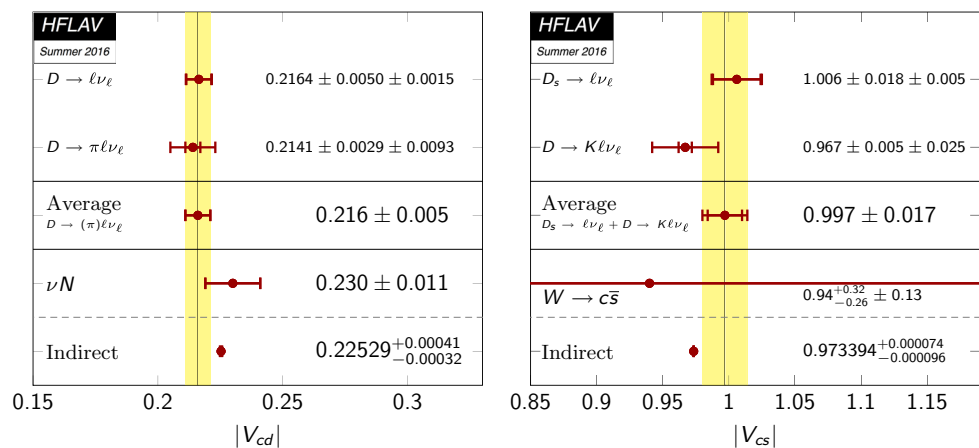 HFLAV
Summer 2016
D → ℓν_ℓ 0.2164 ± 0.0050 ± 0.0015
D → πℓν_ℓ 0.2141 ± 0.0029 ± 0.0093
Average
D → (π)ℓν_ℓ
0.216 ± 0.005
νN 0.230 ± 0.011
Indirect 0.22529^{+0.00041}_{-0.00032}
0.15 0.2 0.25 0.3
|V_{cd}|
HFLAV
Summer 2016
D_s → ℓν_ℓ 1.006 ± 0.018 ± 0.005
D → Kℓν_ℓ 0.967 ± 0.005 ± 0.025
Average
D_s → ℓν_ℓ + D → Kℓν_ℓ
0.997 ± 0.017
W → cs̅ 0.94^{+0.32}_{-0.26} ± 0.13
Indirect 0.973394^{+0.000074}_{-0.000096}
0.85 0.9 0.95 1 1.05 1.1 1.15
|V_{cs}|